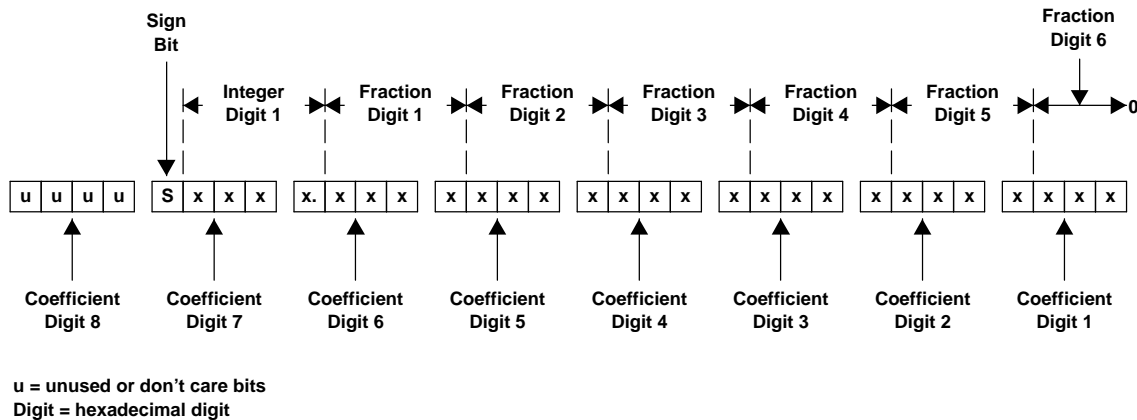 Sign
Bit
Fraction
Digit 6
Integer
Digit 1
Fraction
Digit 1
Fraction
Digit 2
Fraction
Digit 3
Fraction
Digit 4
Fraction
Digit 5
0
u u u u S x x x x. x x x x x x x x x x x x x x x x x x x x x x x
Coefficient
Digit 8
Coefficient
Digit 7
Coefficient
Digit 6
Coefficient
Digit 5
Coefficient
Digit 4
Coefficient
Digit 3
Coefficient
Digit 2
Coefficient
Digit 1
u = unused or don’t care bits
Digit = hexadecimal digit